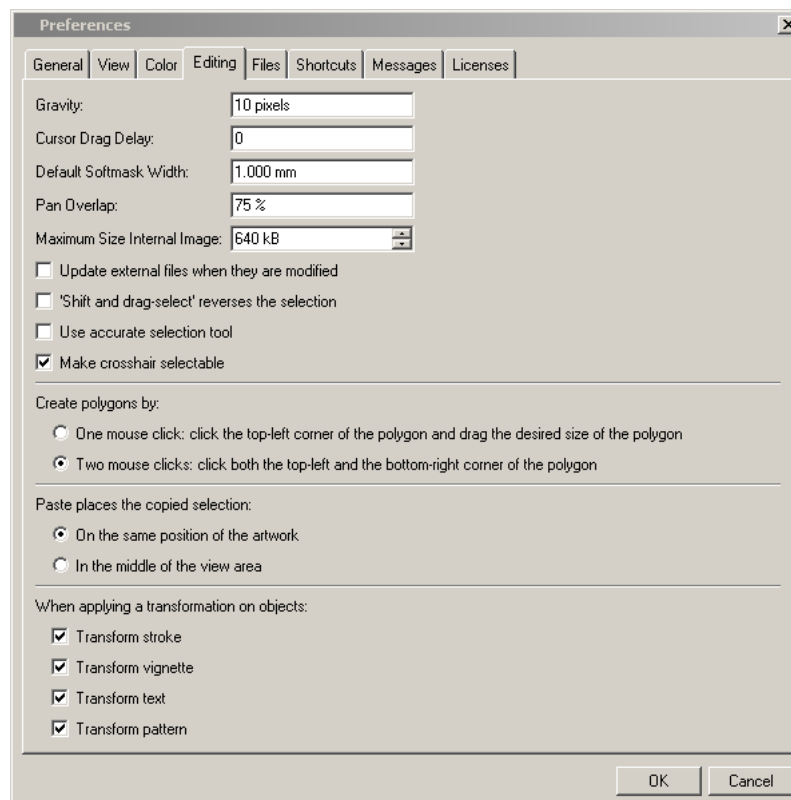 Preferences
General View Color Editing Files Shortcuts Messages Licenses
Gravity: 10 pixels
Cursor Drag Delay: 0
Default Softmask Width: 1.000 mm
Pan Overlap: 75 %
Maximum Size Internal Image: 640 kB
Update external files when they are modified
'Shift and drag-select' reverses the selection
Use accurate selection tool
Make crosshair selectable
Create polygons by:
One mouse click: click the top-left corner of the polygon and drag the desired size of the polygon
Two mouse clicks: click both the top-left and the bottom-right corner of the polygon
Paste places the copied selection:
On the same position of the artwork
In the middle of the view area
When applying a transformation on objects:
Transform stroke
Transform vignette
Transform text
Transform pattern
OK Cancel